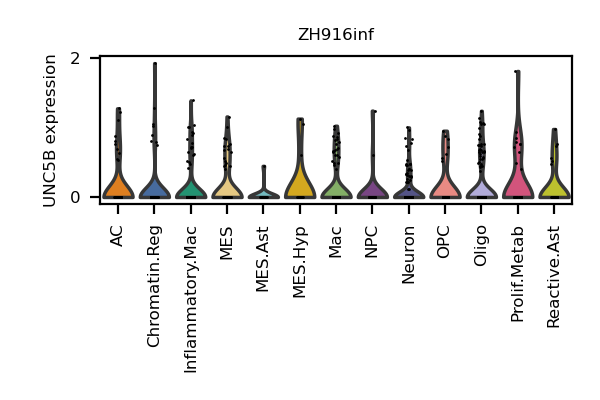 ZH916inf
UNC5B expression
2
0
AC
Chromatin.Reg
Inflammatory.Mac
MES
MES.Ast
MES.Hyp
Mac
NPC
Neuron
OPC
Oligo
Prolif.Metab
Reactive.Ast